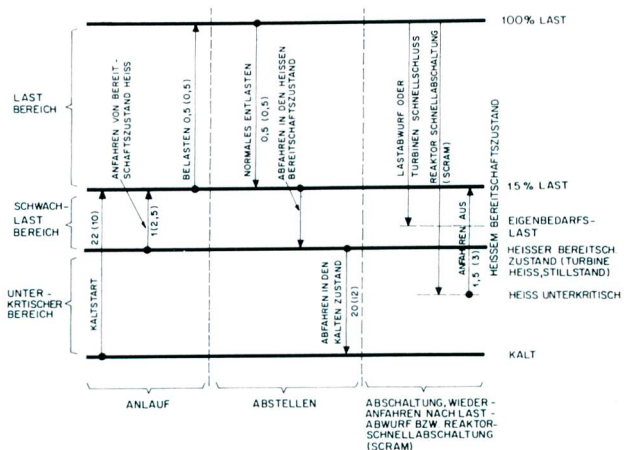 100% LAST
LAST
BEREICH
ANFAHREN VON BEREIT-
SCHAFTSZUSTAND HEISS
BELASTEN 0,5 (0,5)
NORMALES ENTLASTEN
0,5 (0,5)
ABFAHREN IN DEN HEISSEN
BEREITSCHAFTSZUSTAND
LASTABWURF ODER
TURBINEN SCHNELLSCHLUSS
REAKTOR SCHNELLABSCHALTUNG
(SCRAM)
15% LAST
SCHWACH-
LAST
BEREICH
22 (10)
1(2,5)
ANFAHREN AUS
HEISSEM BEREITSCHAFTSZUSTAND
1,5 (3)
EIGENBEDARFS-
LAST
HEISSER BEREITSCH.
ZUSTAND (TURBINE
HEISS, STILLSTAND)
UNTER-
KRTISCHER
BEREICH
KALTSTART
ABFAHREN IN DEN
KALTEN ZUSTAND
20 (12)
HEISS UNTERKRITISCH
KALT
ANLAUF
ABSTELLEN
ABSCHALTUNG, WIEDER-
ANFAHREN NACH LAST-
ABWURF BZW REAKTOR-
SCHNELLABSCHALTUNG
(SCRAM)